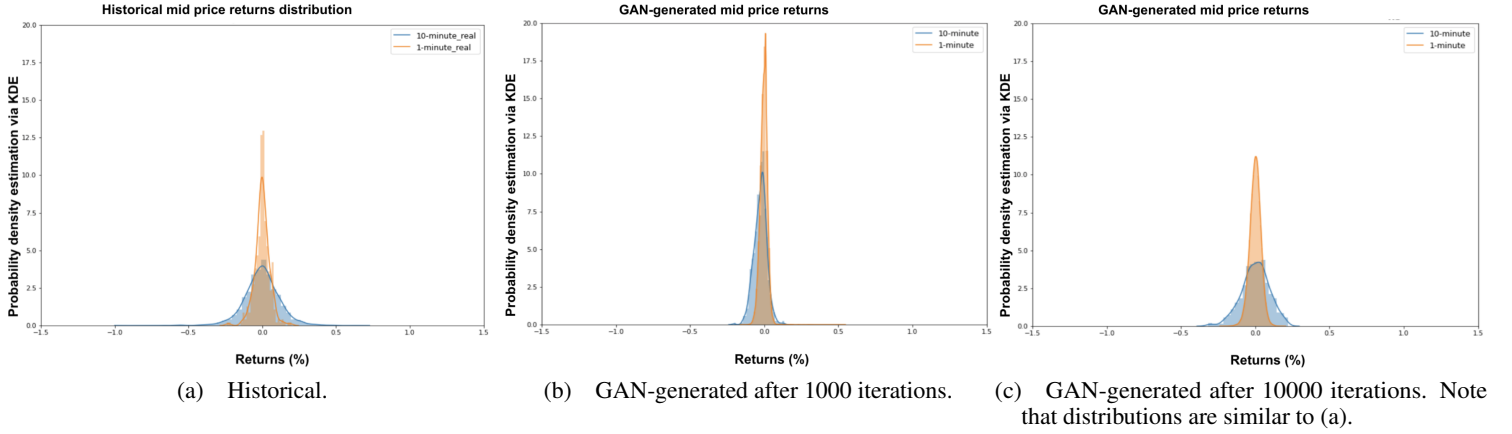 Historical mid price returns distribution
20.0
17.5
15.0
12.5
10.0
7.5
5.0
2.5
0.0
−1.5
−1.0
−0.5
0.0
0.5
1.0
1.5
10-minute_real
1-minute_real
Probability density estimation via KDE
Returns (%)
(a) Historical.
GAN-generated mid price returns
20.0
17.5
15.0
12.5
10.0
7.5
5.0
2.5
0.0
−1.5
−1.0
−0.5
0.0
0.5
1.0
1.5
10-minute
1-minute
Probability density estimation via KDE
Returns (%)
(b) GAN-generated after 1000 iterations.
GAN-generated mid price returns
20.0
17.5
15.0
12.5
10.0
7.5
5.0
2.5
0.0
−1.5
−1.0
−0.5
0.0
0.5
1.0
1.5
10-minute
1-minute
Probability density estimation via KDE
Returns (%)
(c) GAN-generated after 10000 iterations. Note
that distributions are similar to (a).